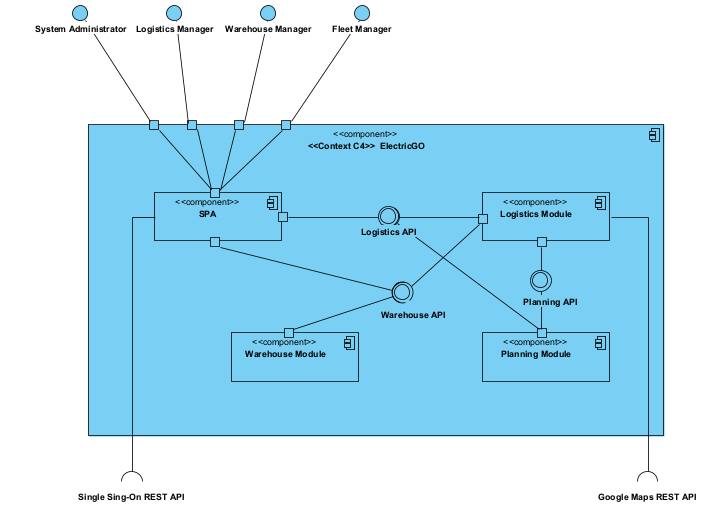 System Administrator
Logistics Manager
Warehouse Manager
Fleet Manager
<<component>>
<<Context C4>> ElectricGO
<<component>>
SPA
<<component>>
Logistics Module
Logistics API
Planning API
Warehouse API
<<component>>
Warehouse Module
<<component>>
Planning Module
Single Sing-On REST API
Google Maps REST API